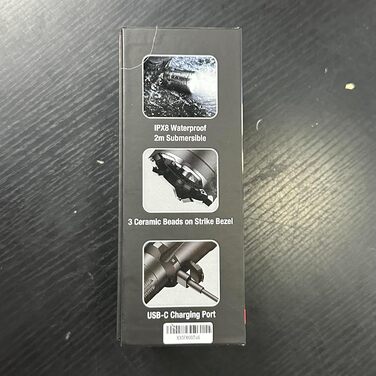 IPX8 Waterproof
2m Submersible
3 Ceramic Beads on Strike Bezel
USB-C Charging Port